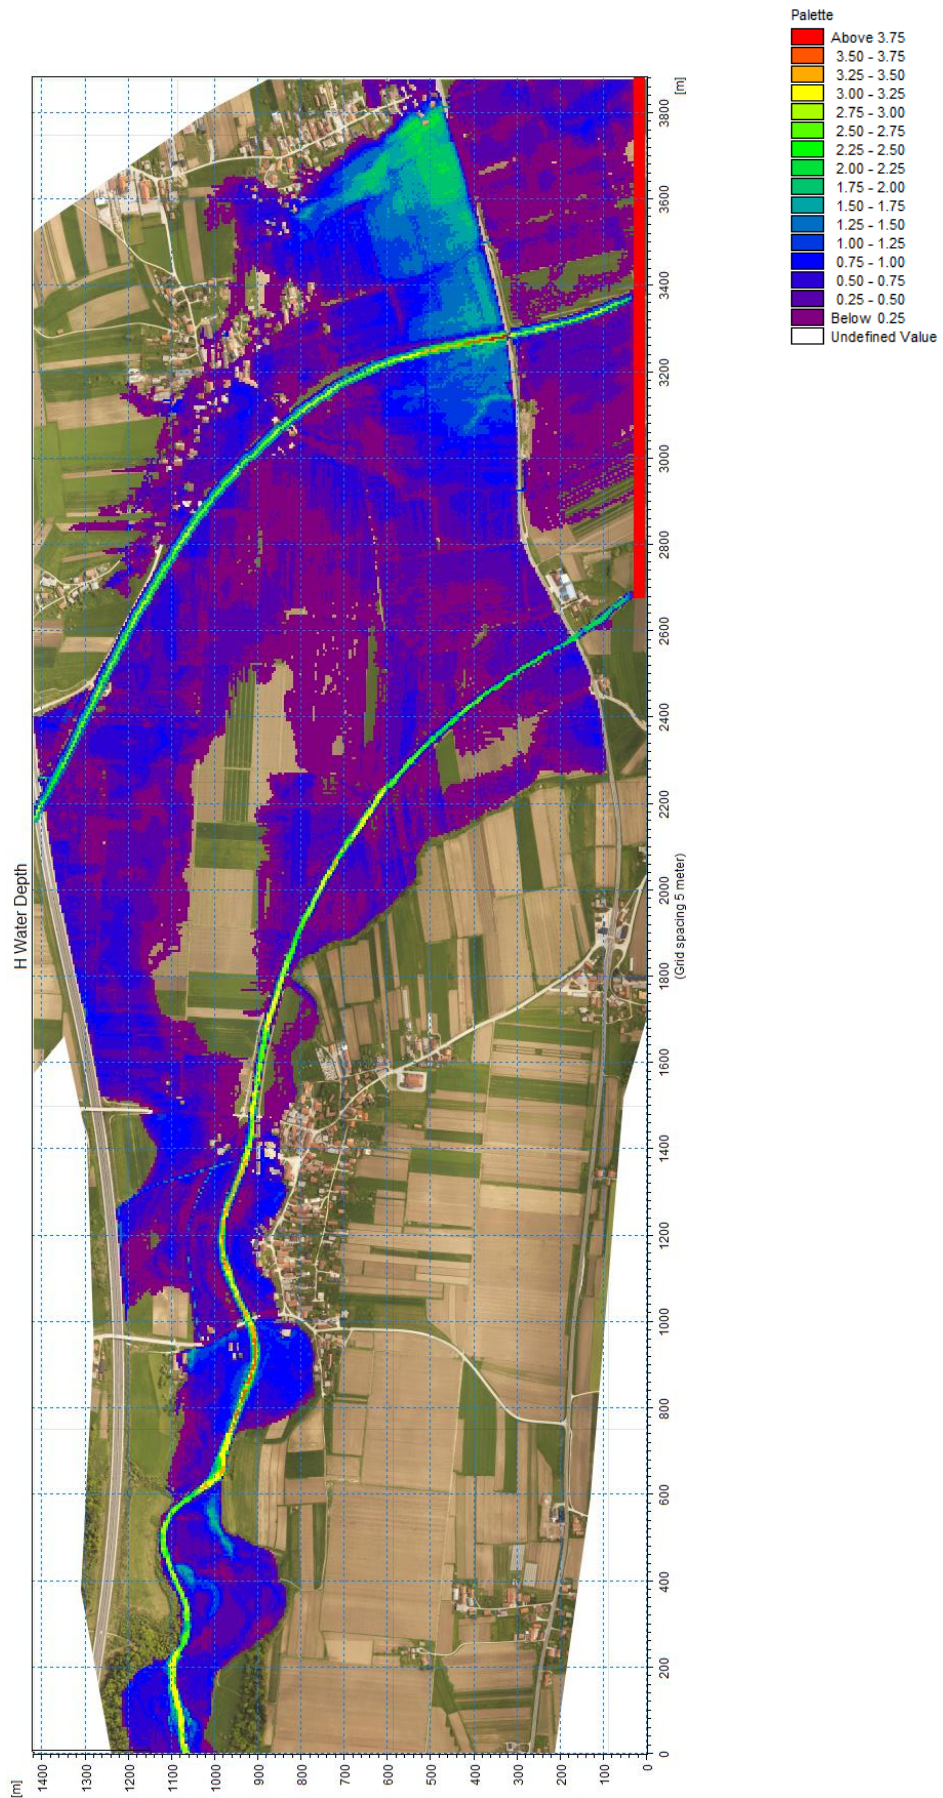 Palette
Above 3.75
3.50 - 3.75
3.25 - 3.50
3.00 - 3.25
2.75 - 3.00
2.50 - 2.75
2.25 - 2.50
2.00 - 2.25
1.75 - 2.00
1.50 - 1.75
1.25 - 1.50
1.00 - 1.25
0.75 - 1.00
0.50 - 0.75
0.25 - 0.50
Below 0.25
Undefined Value
H Water Depth
[m]
3800
3600
3400
3200
3000
2800
2600
2400
2200
2000
1800
1600
1400
1200
1000
800
600
400
200
0
(Grid spacing 5 meter)
[m]
1400
1300
1200
1100
1000
900
800
700
600
500
400
300
200
100
0